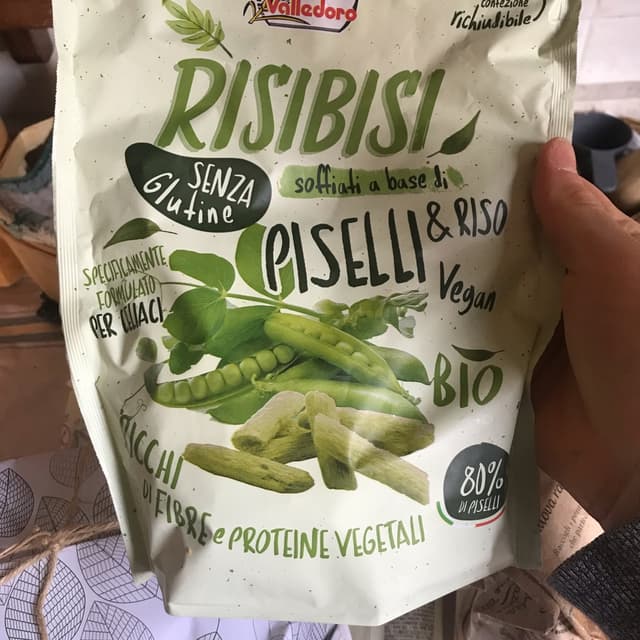 Valledoro
confezione
richiudibile
RISIBISI
SENZA
Glutine
soffiati a base di
PISELLI
& RISO
Vegan
SPECIFICAMENTE
FORMULATO
PER CELIACI
BIO
RICCHI
DI FIBRE e PROTEINE VEGETALI
80%
DI PISELLI